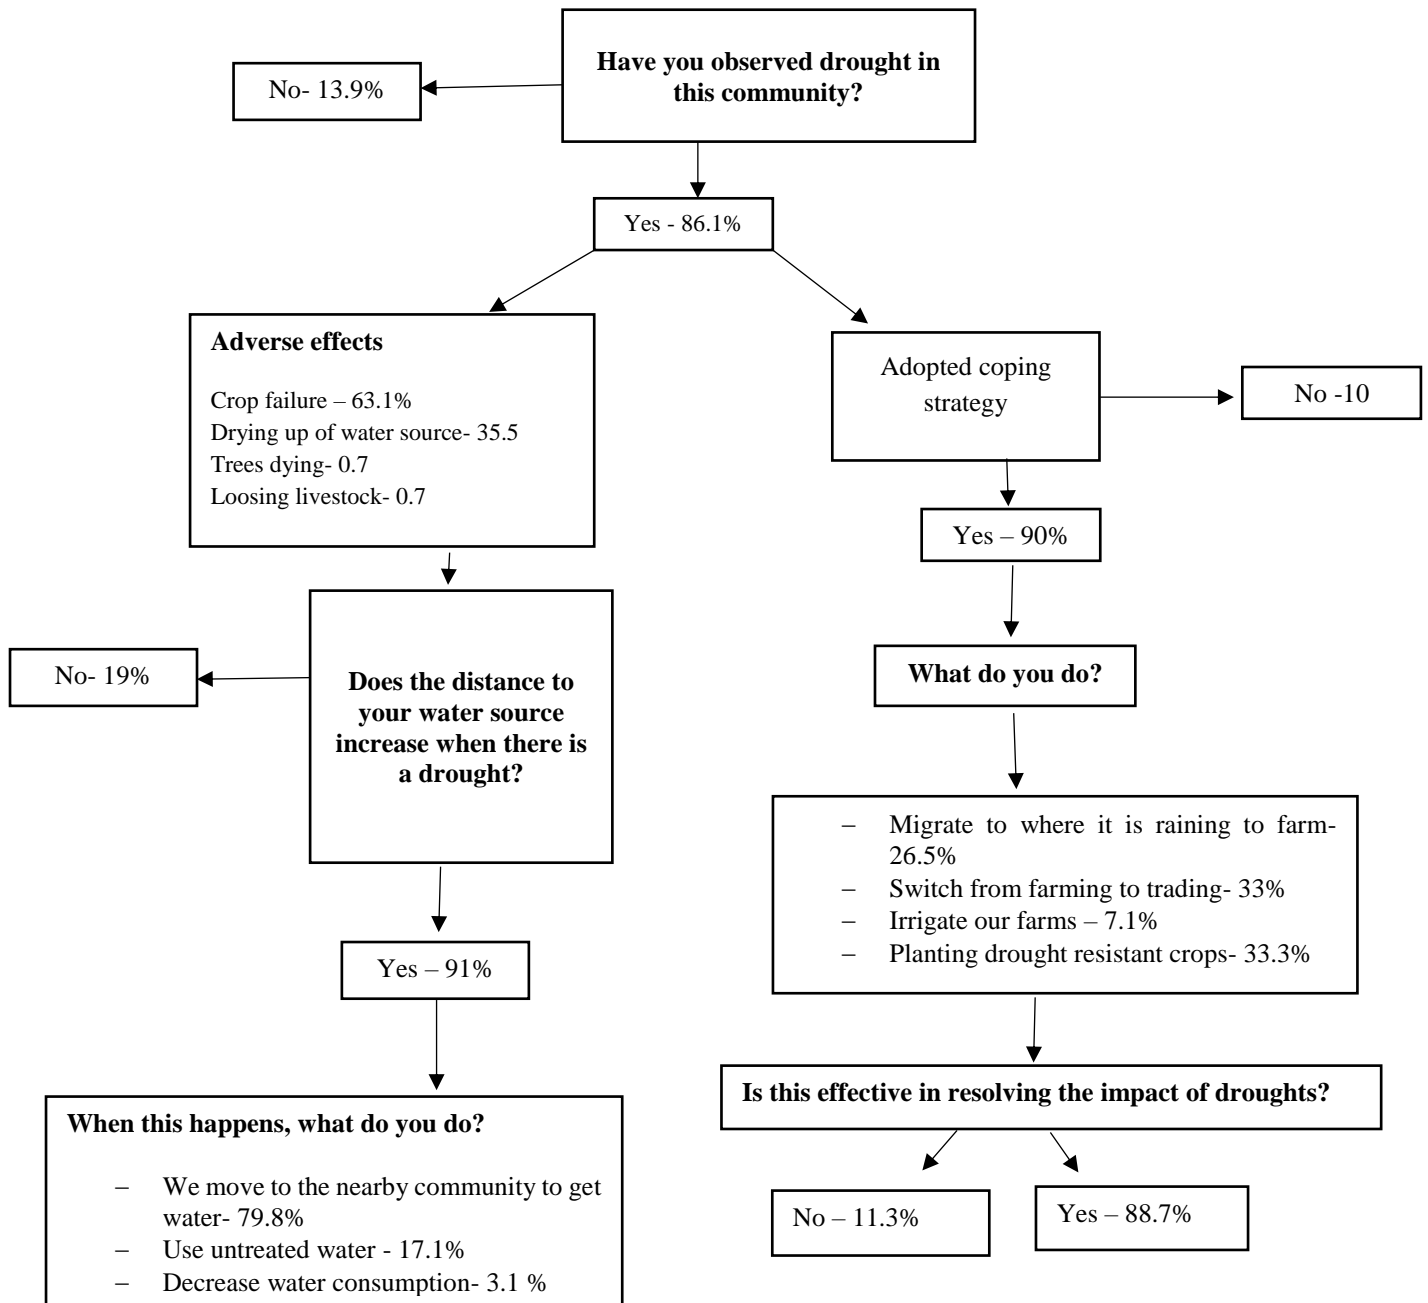 Have you observed drought in
this community?
No- 13.9%
Yes - 86.1%
Adverse effects
Crop failure – 63.1%
Drying up of water source- 35.5
Trees dying- 0.7
Loosing livestock- 0.7
Adopted coping
strategy
No -10
Yes – 90%
What do you do?
Does the distance to
your water source
increase when there is
a drought?
No- 19%
Yes – 91%
– Migrate to where it is raining to farm-
26.5%
– Switch from farming to trading- 33%
– Irrigate our farms – 7.1%
– Planting drought resistant crops- 33.3%
Is this effective in resolving the impact of droughts?
No – 11.3%
Yes – 88.7%
When this happens, what do you do?
– We move to the nearby community to get
water- 79.8%
– Use untreated water - 17.1%
– Decrease water consumption- 3.1 %